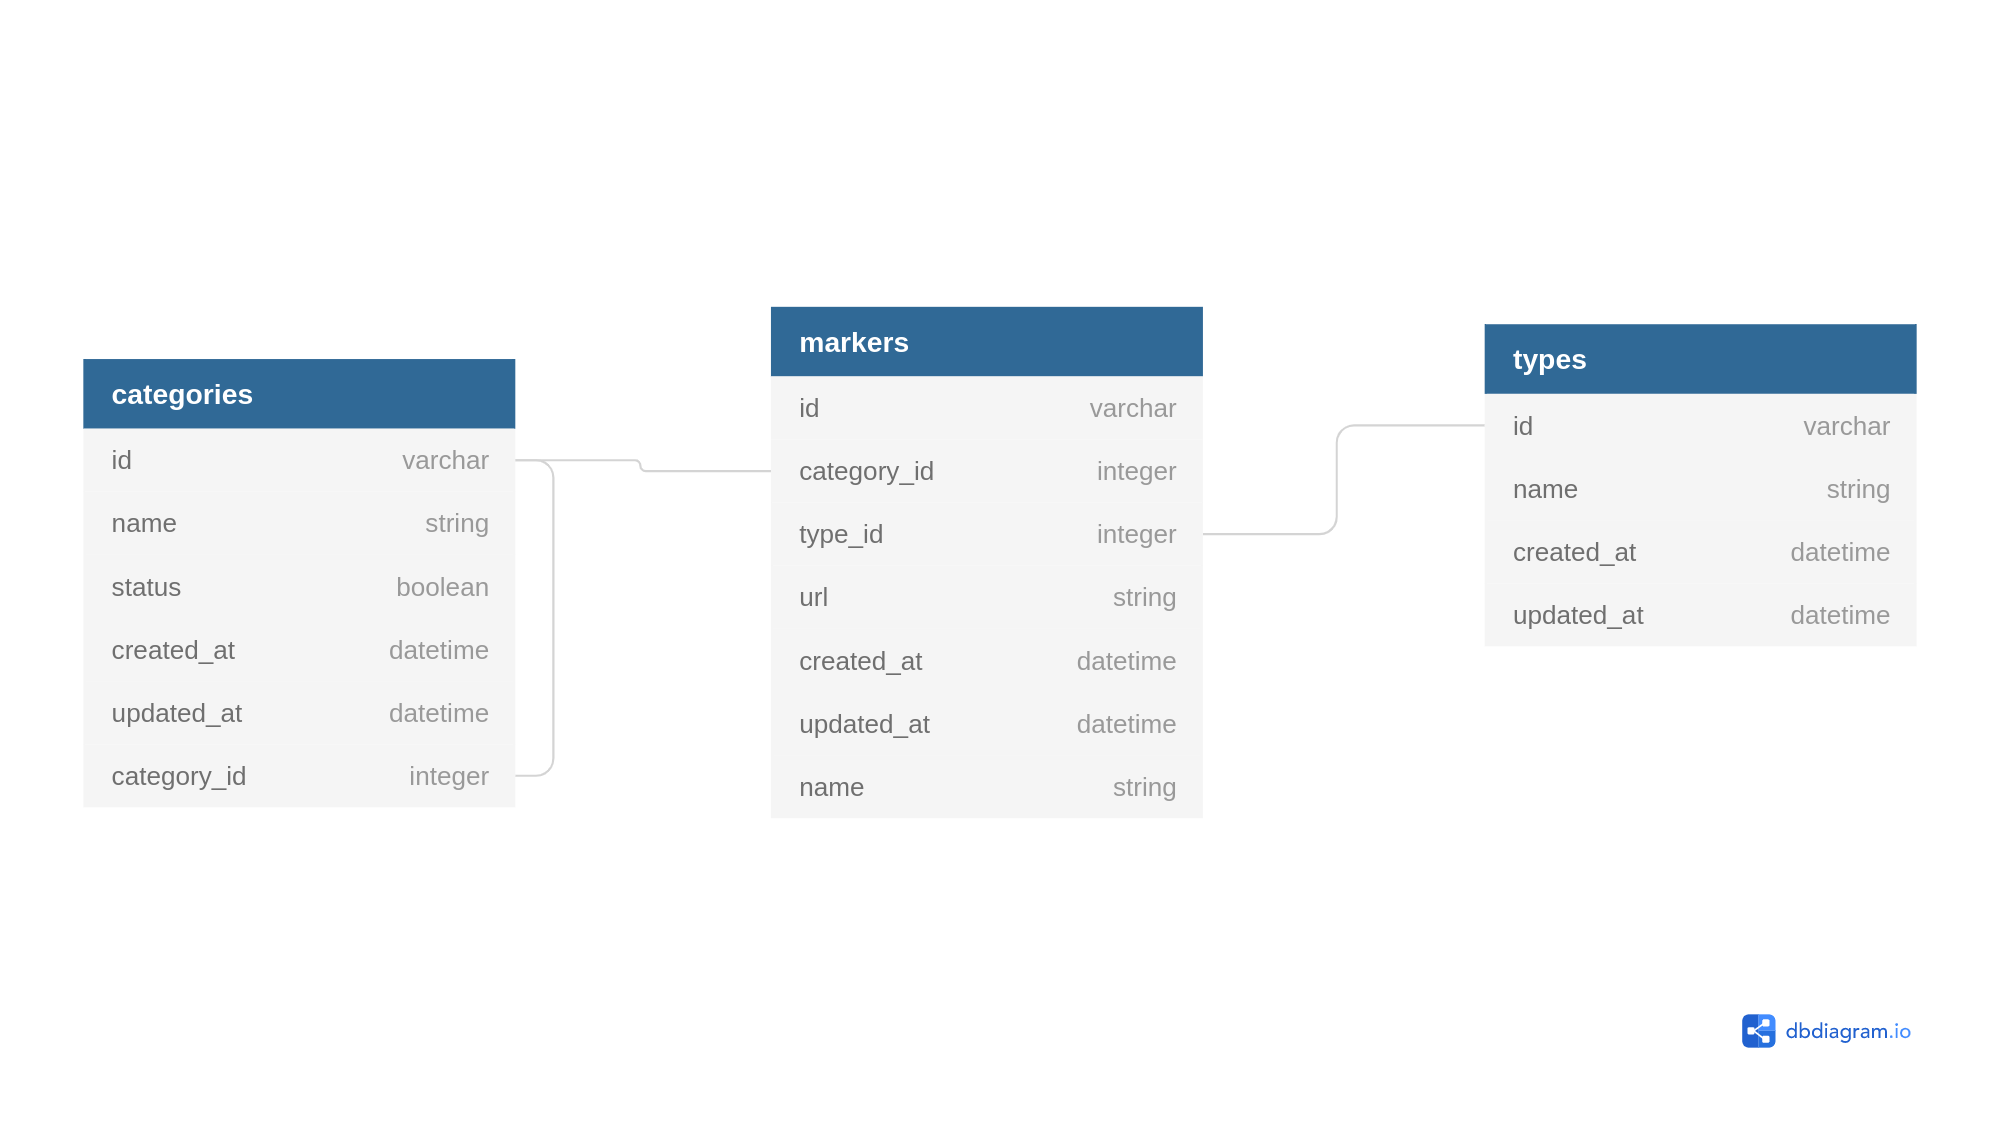 categories
id varchar
name string
status boolean
created_at datetime
updated_at datetime
category_id integer
markers
id varchar
category_id integer
type_id integer
url string
created_at datetime
updated_at datetime
name string
types
id varchar
name string
created_at datetime
updated_at datetime
dbdiagram.io